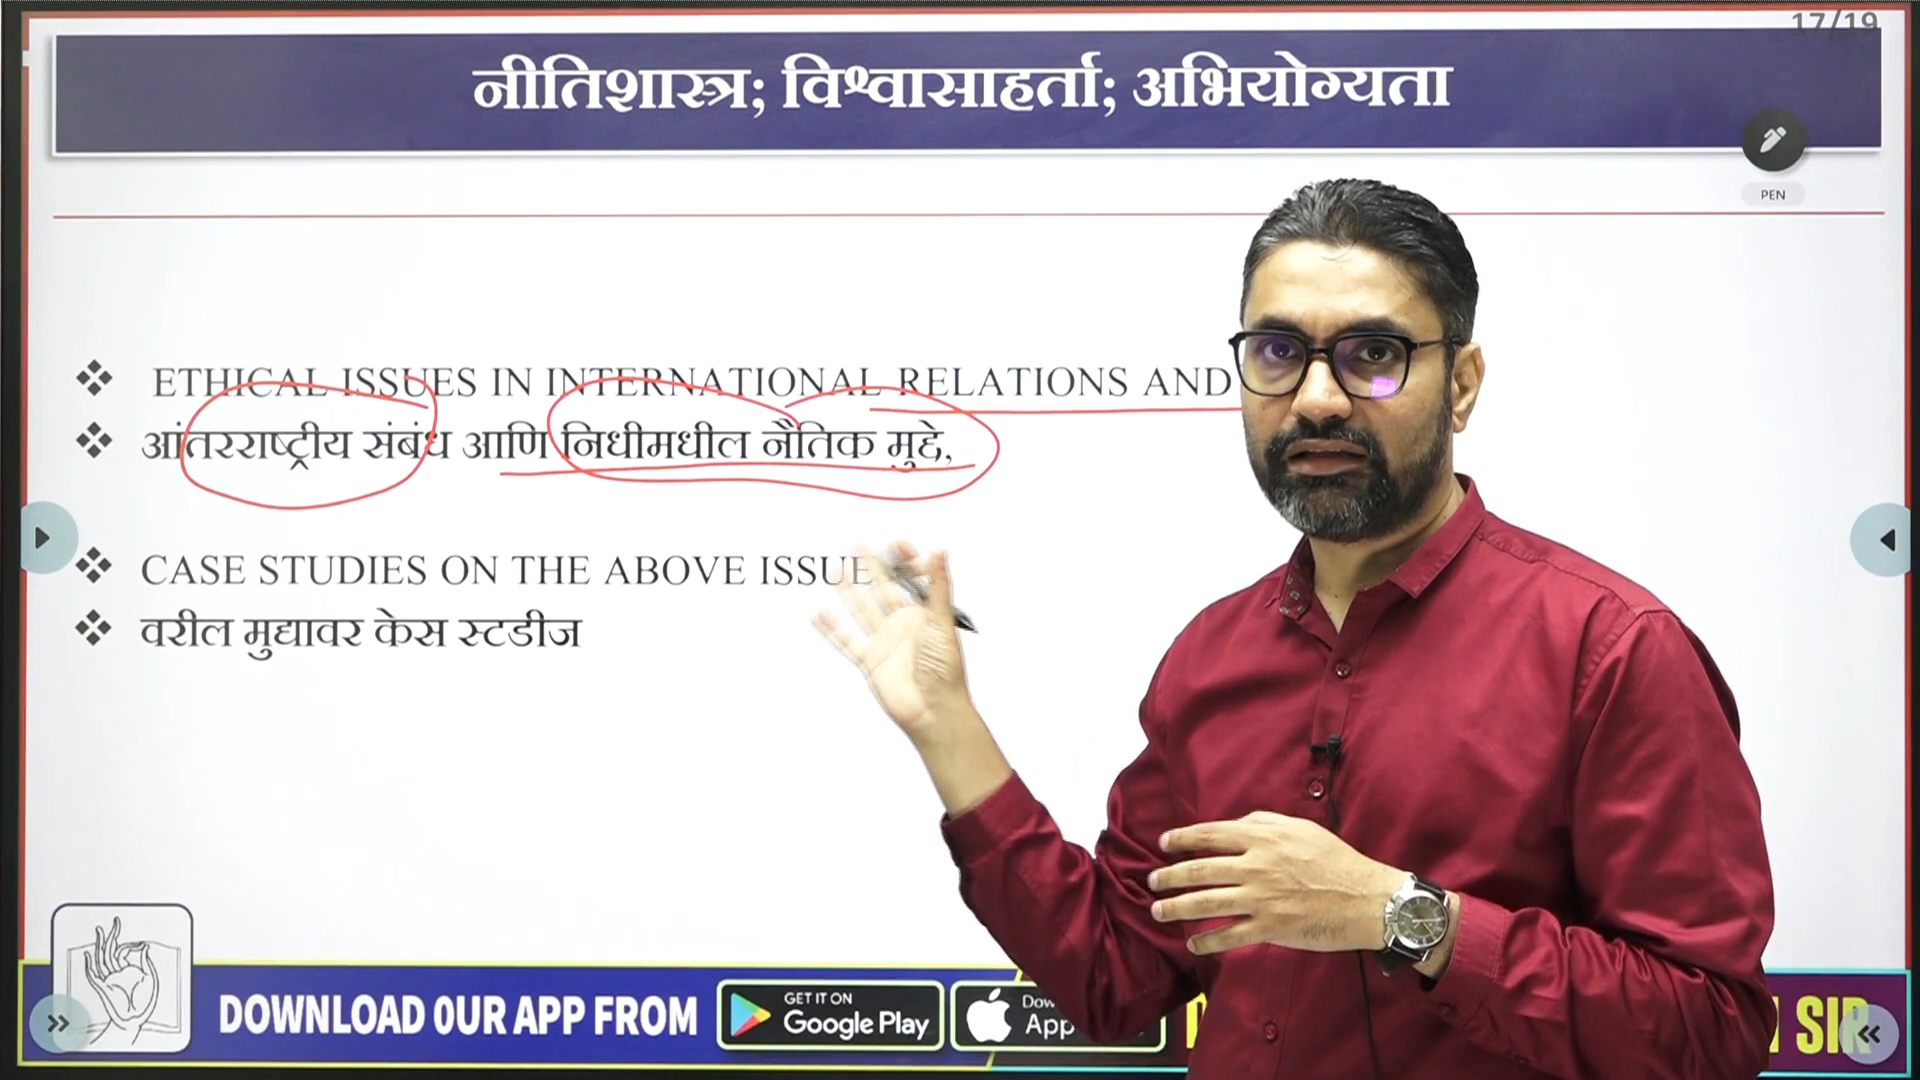 17/19
नीतिशास्त्र; विश्वासाहर्ता; अभियोग्यता
PEN
ETHICAL ISSUES IN INTERNATIONAL RELATIONS AND
आंतरराष्ट्रीय संबंध आणि निधीमधील नैतिक मुद्दे,
CASE STUDIES ON THE ABOVE ISSUE
वरील मुद्यावर केस स्टडीज
DOWNLOAD 0UR APP FROM
GET IT ON
Google Play
App
SIR